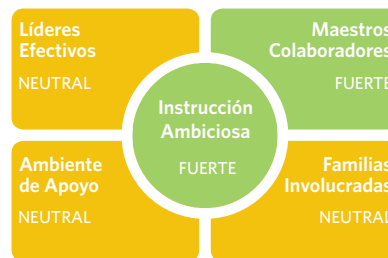 Líderes
Efectivos
NEUTRAL
Maestros
Colaboradores
FUERTE
Instrucción
Ambiciosa
FUERTE
Ambiente
de Apoyo
NEUTRAL
Familias
Involucradas
NEUTRAL